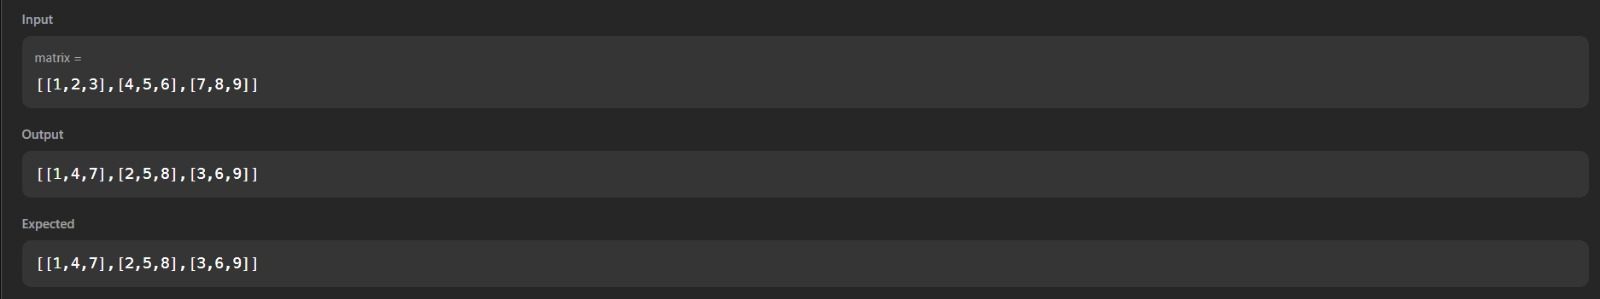 Input
matrix =
[[1,2,3],[4,5,6],[7,8,9]]
Output
[[1,4,7],[2,5,8],[3,6,9]]
Expected
[[1,4,7],[2,5,8],[3,6,9]]